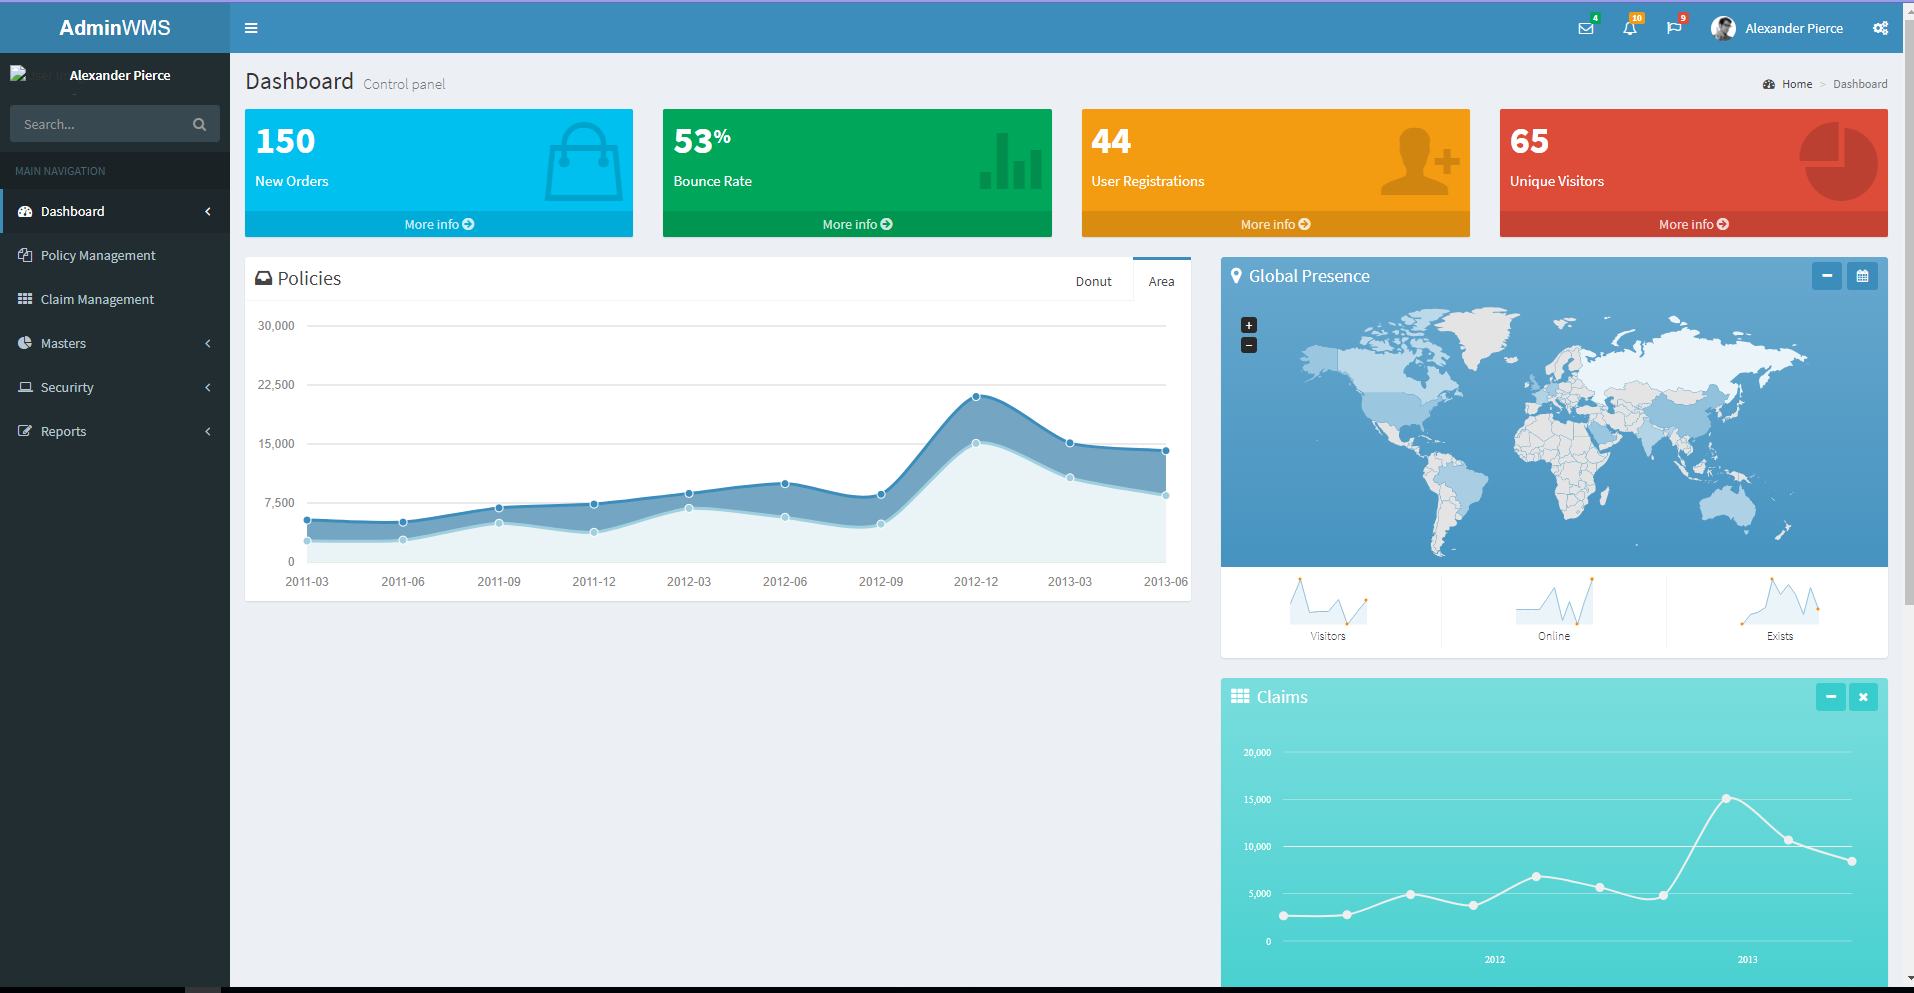 AdminWMS
4
10
9
Alexander Pierce
Alexander Pierce
Search...
MAIN NAVIGATION
Dashboard
Policy Management
Claim Management
Masters
Securirty
Reports
Dashboard Control panel
Home > Dashboard
150
New Orders
More info
53%
Bounce Rate
More info
44
User Registrations
More info
65
Unique Visitors
More info
Policies
Donut
Area
30,000
22,500
15,000
7,500
0
2011-03 2011-06 2011-09 2011-12 2012-03 2012-06 2012-09 2012-12 2013-03 2013-06
Global Presence
+
−
Visitors
Online
Exists
Claims
20,000
15,000
10,000
5,000
0
2012 2013